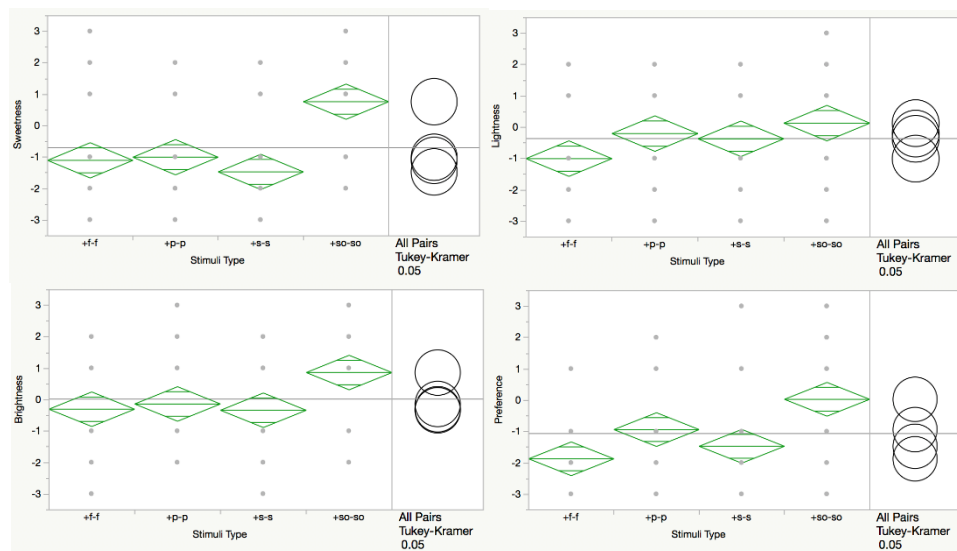 3
2
1
0
-1
-2
-3
Sweetness
+f-f +p-p +s-s +so-so
Stimuli Type
All Pairs
Tukey-Kramer
0.05
3
2
1
0
-1
-2
-3
Lightness
+f-f +p-p +s-s +so-so
Stimuli Type
All Pairs
Tukey-Kramer
0.05
3
2
1
0
-1
-2
-3
Brightness
+f-f +p-p +s-s +so-so
Stimuli Type
All Pairs
Tukey-Kramer
0.05
3
2
1
0
-1
-2
-3
Preference
+f-f +p-p +s-s +so-so
Stimuli Type
All Pairs
Tukey-Kramer
0.05